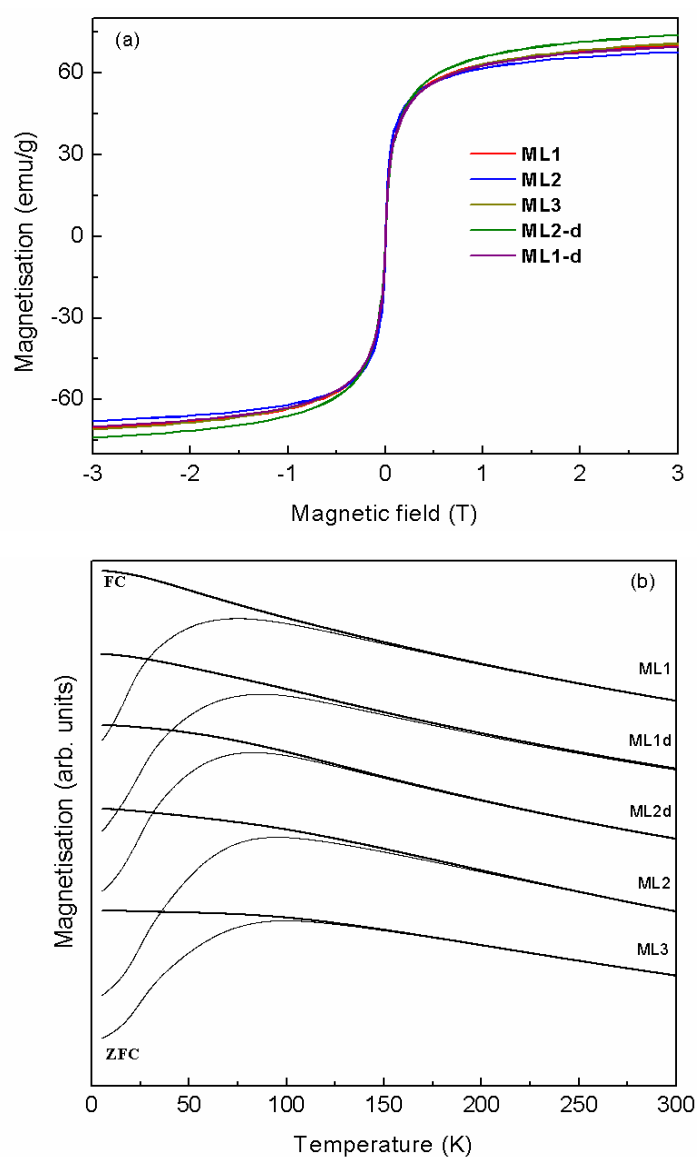 (a)
60
30
0
-30
-60
Magnetisation (emu/g)
ML1
ML2
ML3
ML2-d
ML1-d
-3 -2 -1 0 1 2 3
Magnetic field (T)
(b)
FC
ML1
ML1d
ML2d
ML2
ML3
ZFC
Magnetisation (arb. units)
0 50 100 150 200 250 300
Temperature (K)